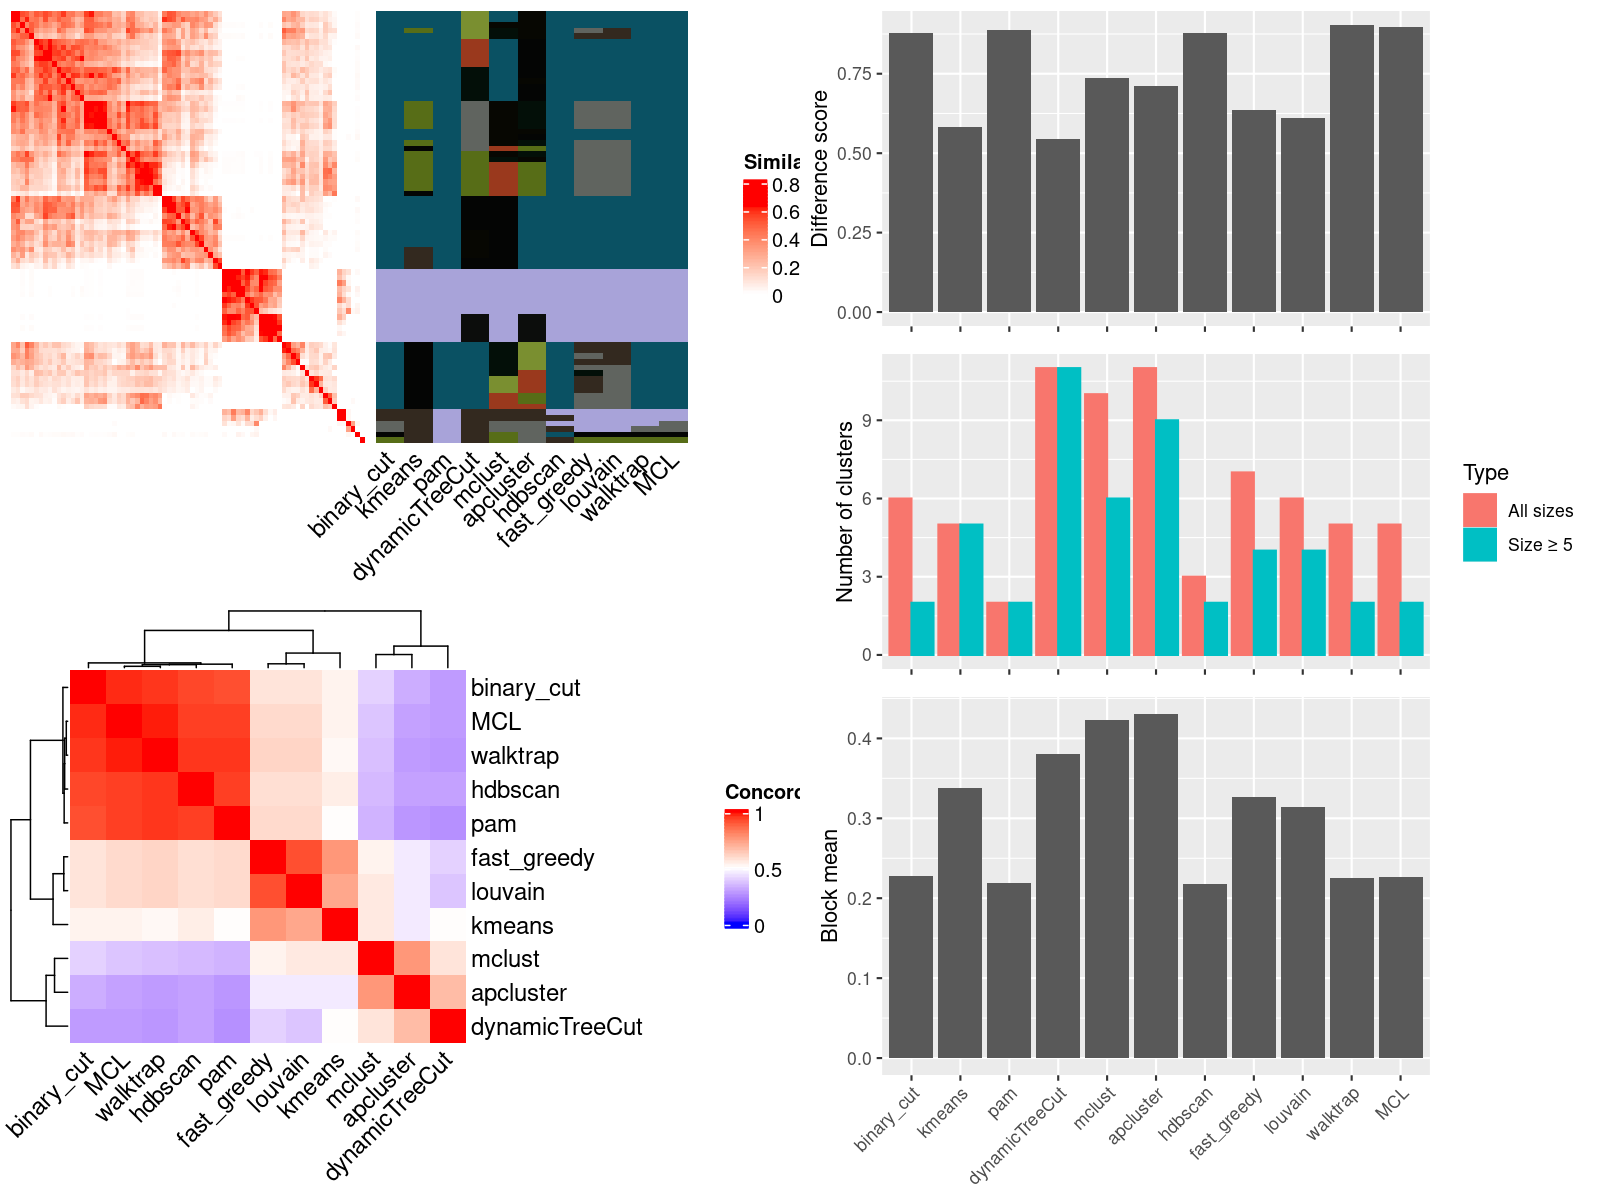 Simila
0.8
0.6
0.4
0.2
0
binary_cut
kmeans
pam
dynamicTreeCut
mclust
apcluster
hdbscan
fast_greedy
louvain
walktrap
MCL
Difference score
0.75
0.50
0.25
0.00
Number of clusters
9
6
3
0
Type
All sizes
Size ≥ 5
Block mean
0.4
0.3
0.2
0.1
0.0
binary_cut
kmeans
pam
dynamicTreeCut
mclust
apcluster
hdbscan
fast_greedy
louvain
walktrap
MCL
binary_cut
MCL
walktrap
hdbscan
pam
fast_greedy
louvain
kmeans
mclust
apcluster
dynamicTreeCut
binary_cut
MCL
walktrap
hdbscan
pam
fast_greedy
louvain
kmeans
mclust
apcluster
dynamicTreeCut
Concord
1
0.5
0